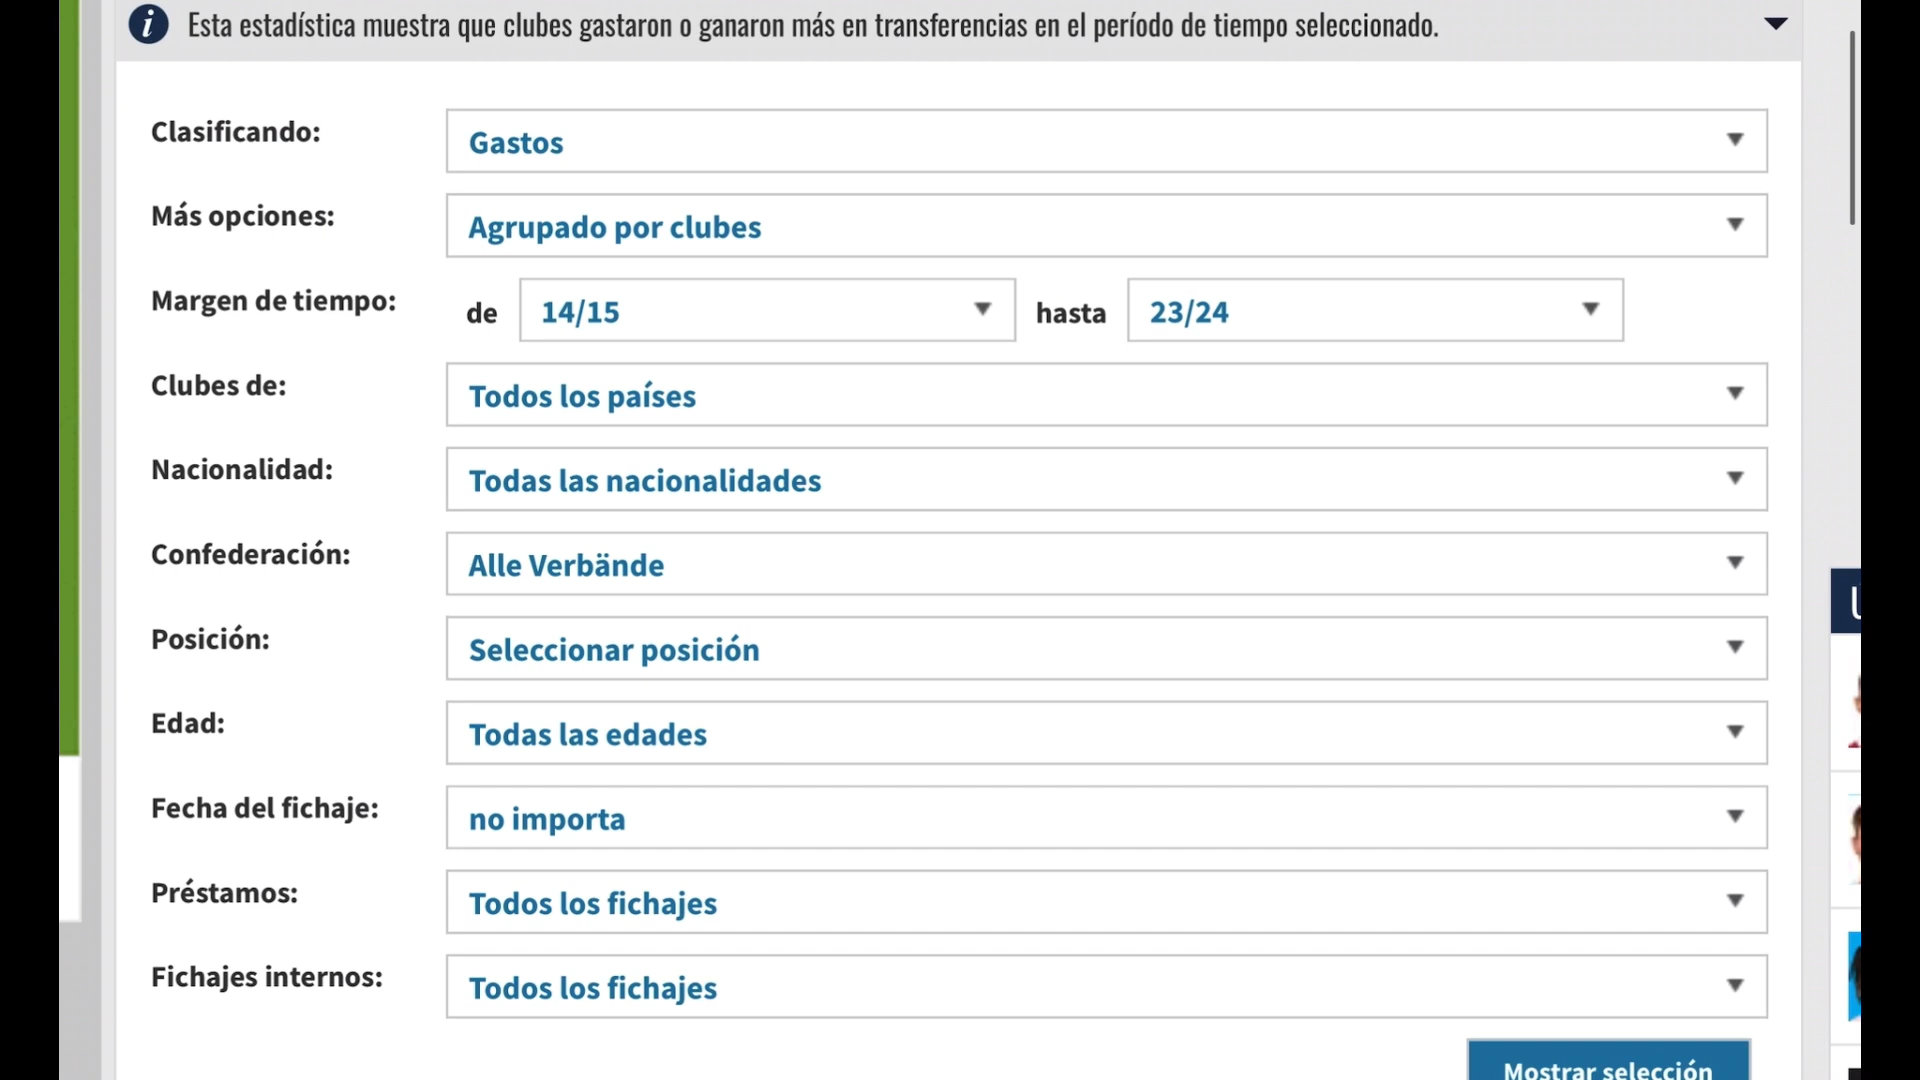 Esta estadística muestra que clubes gastaron o ganaron más en transferencias en el período de tiempo seleccionado.
Clasificando: Gastos
Más opciones: Agrupado por clubes
Margen de tiempo: de 14/15 hasta 23/24
Clubes de: Todos los países
Nacionalidad: Todas las nacionalidades
Confederación: Alle Verbände
Posición: Seleccionar posición
Edad: Todas las edades
Fecha del fichaje: no importa
Préstamos: Todos los fichajes
Fichajes internos: Todos los fichajes
Mostrar selección